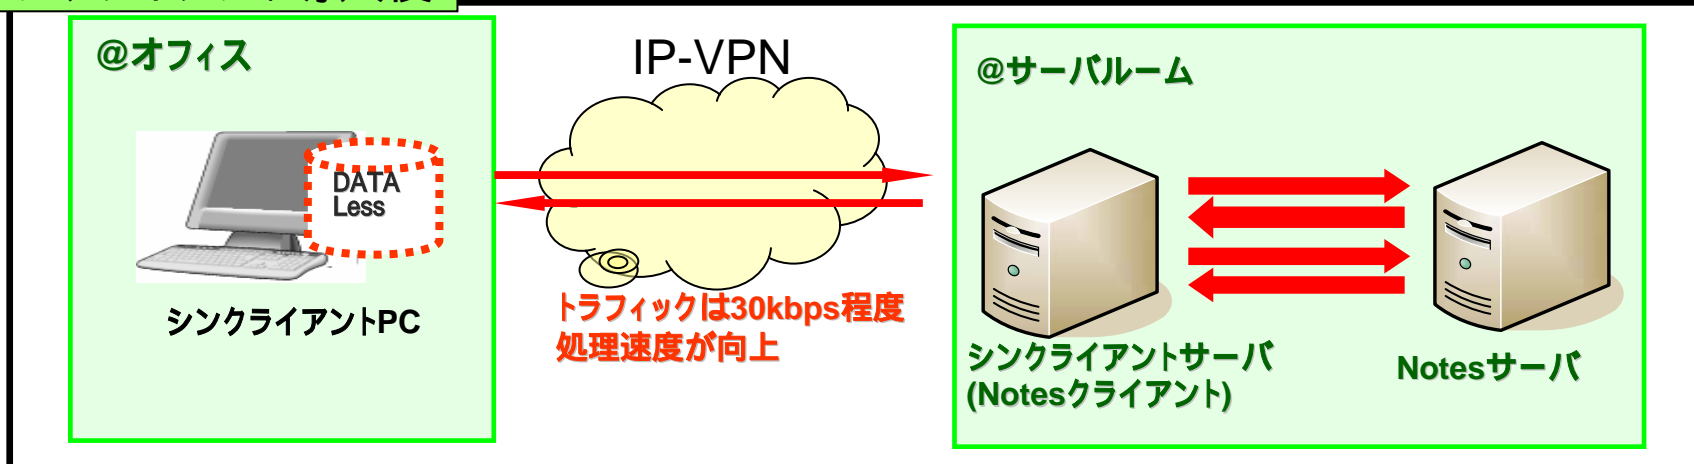 @オフィス
IP-VPN
@サーバルーム
DATA
Less
シンクライアントPC
トラフィックは30kbps程度
処理速度が向上
シンクライアントサーバ
(Notesクライアント)
Notesサーバ